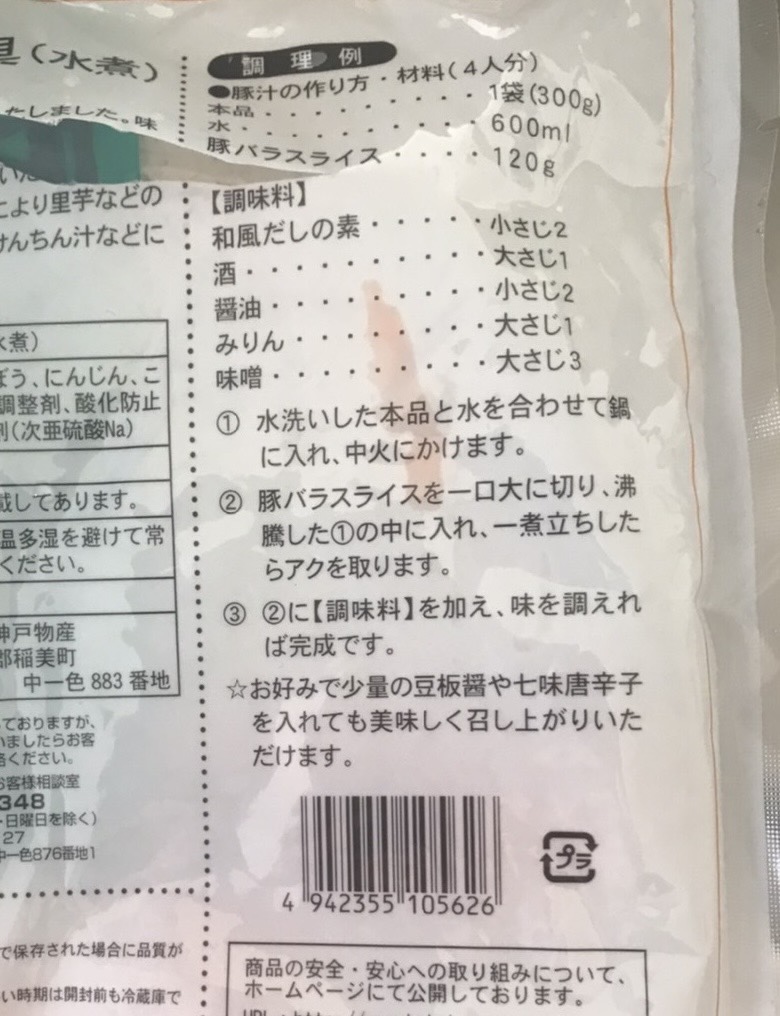 (水煮)
たしました。味
より里芋などの
けんちん汁などに
水煮)
ぼう、にんじん、こ
調整剤、酸化防止
剤(次亜硫酸Na)
載してあります。
温多湿を避けて常
ください。
神戸物産
郡稲美町
中一色 883 番地
ておりますが、
いましたらお客
絡ください。
お客様相談室
348
・日曜日を除く)
27
中一色876番地1
で保存された場合に品質が
い時期は開封前も冷蔵庫で
調理例
●豚汁の作り方・材料(4人分)
本品・・・・・・・・・・1袋(300g)
水・・・・・・・・・・600ml
豚バラスライス・・・・120g
【調味料】
和風だしの素・・・・・小さじ2
酒・・・・・・・・・・大さじ1
醤油・・・・・・・・・小さじ2
みりん・・・・・・・・大さじ1
味噌・・・・・・・・・大さじ3
① 水洗いした本品と水を合わせて鍋
に入れ、中火にかけます。
② 豚バラスライスを一口大に切り、沸
騰した①の中に入れ、一煮立ちした
らアクを取ります。
③ ②に【調味料】を加え、味を調えれ
ば完成です。
☆お好みで少量の豆板醤や七味唐辛子
を入れても美味しく召し上がりいた
だけます。
4 942355 105626
プラ
商品の安全・安心への取り組みについて、
ホームページにて公開しております。